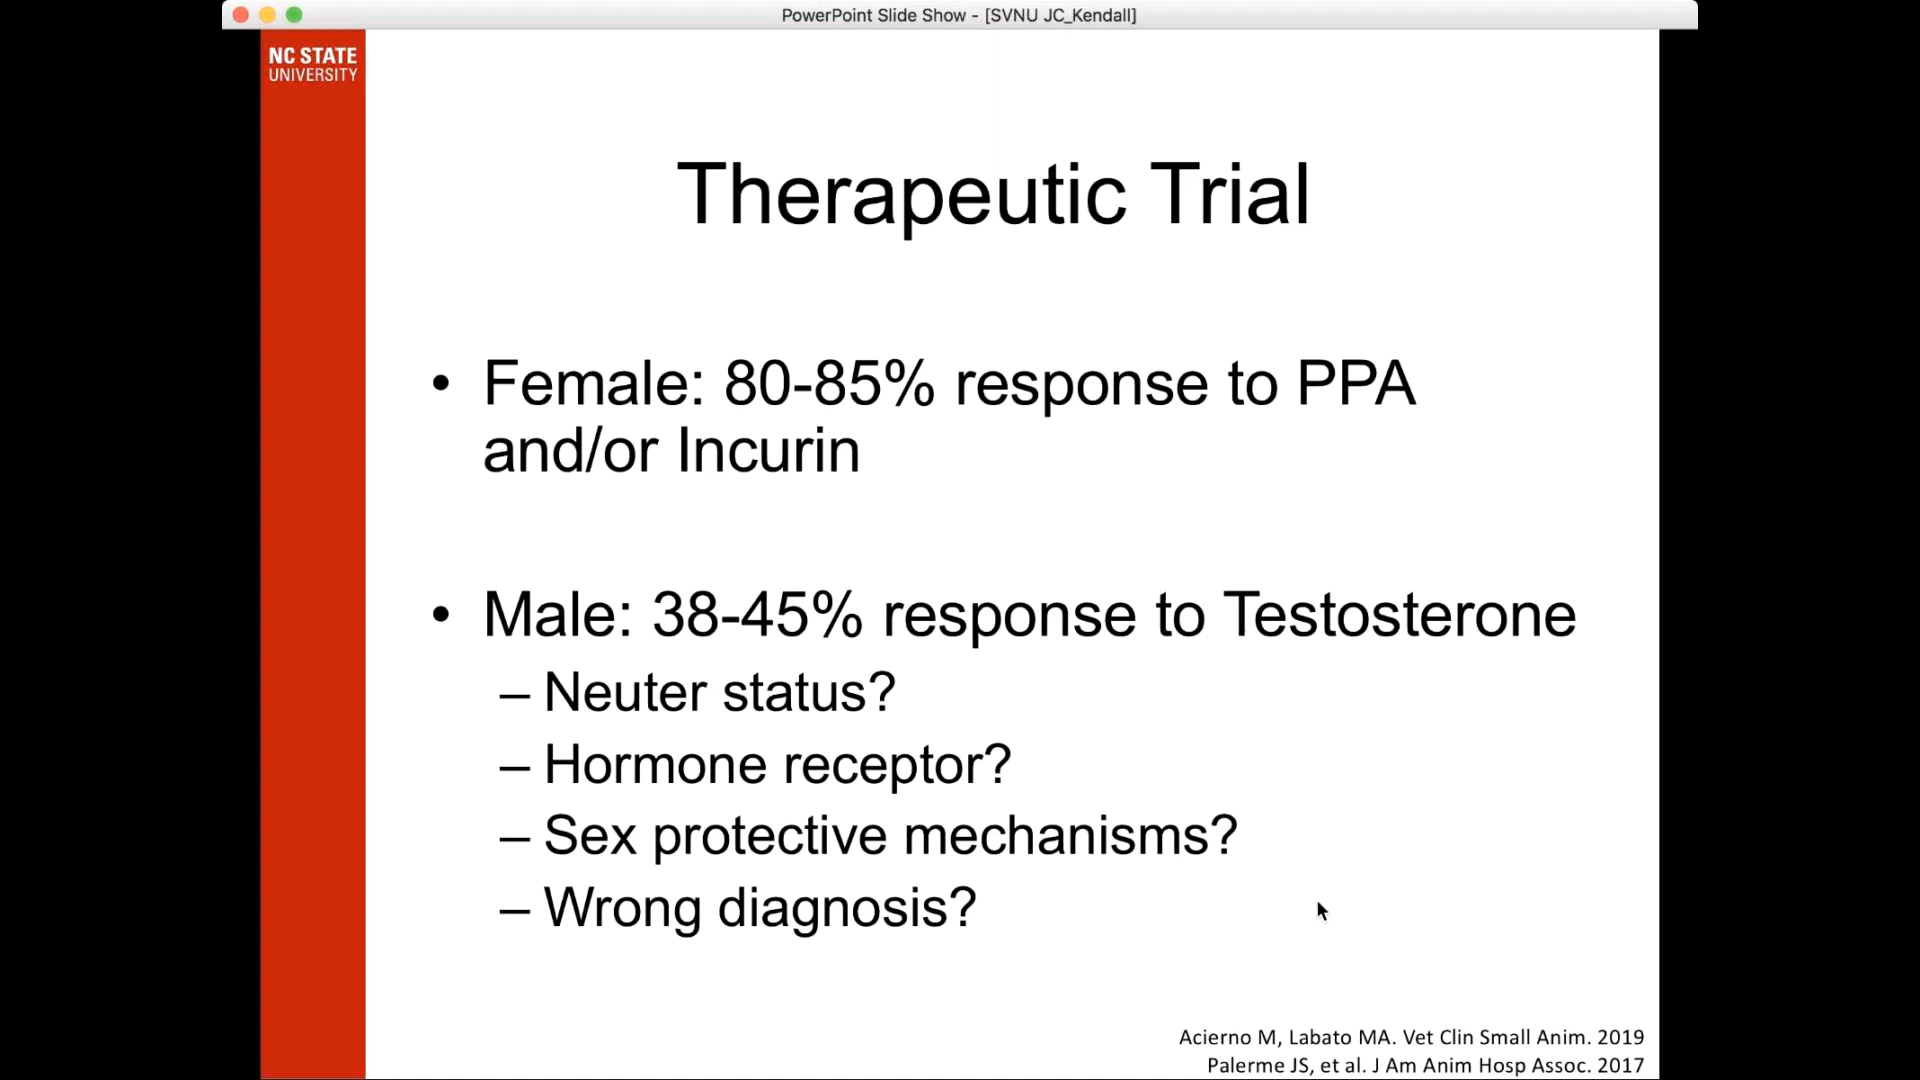 PowerPoint Slide Show - [SVNU JC_Kendall]
NC STATE
UNIVERSITY
Therapeutic Trial
• Female: 80-85% response to PPA
and/or Incurin
• Male: 38-45% response to Testosterone
– Neuter status?
– Hormone receptor?
– Sex protective mechanisms?
– Wrong diagnosis?
Acierno M, Labato MA. Vet Clin Small Anim. 2019
Palerme JS, et al. J Am Anim Hosp Assoc. 2017